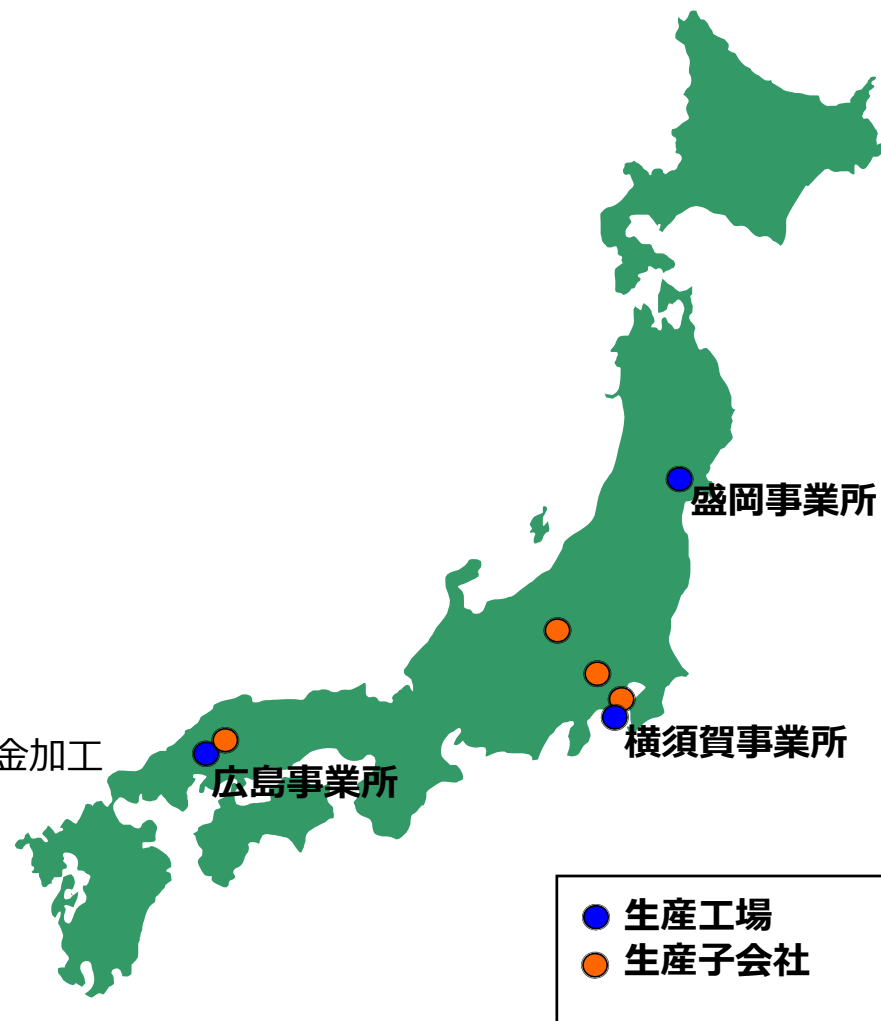 盛岡事業所
横須賀事業所
金加工
広島事業所
生産工場
生産子会社